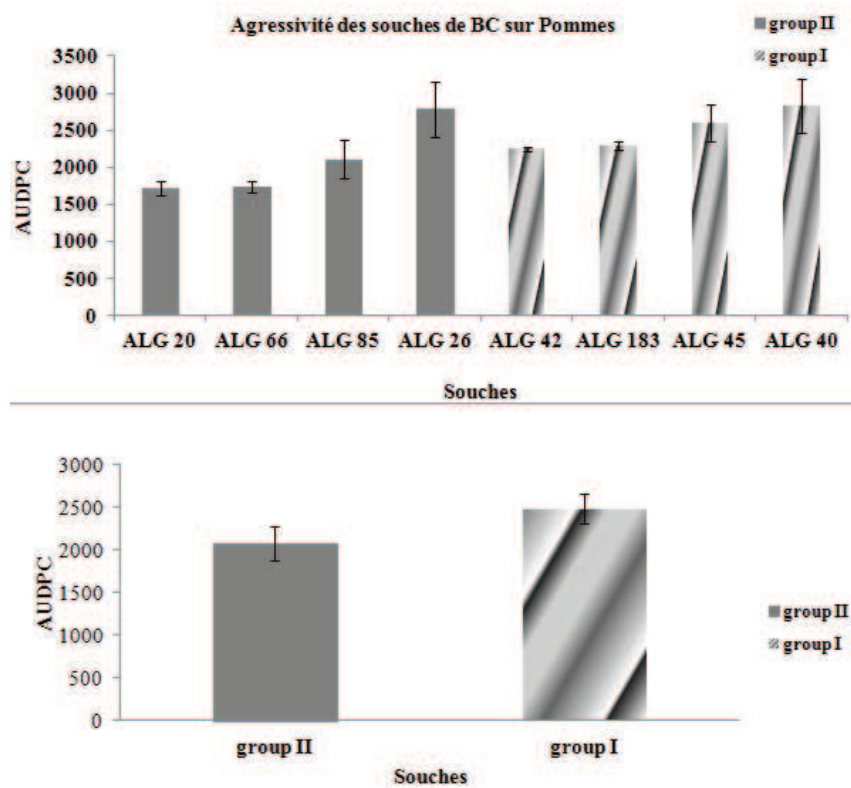 Agressivité des souches de BC sur Pommes
group II
group I
3500
3000
2500
2000
1500
1000
500
0
AUDPC
ALG 20 ALG 66 ALG 85 ALG 26 ALG 42 ALG 183 ALG 45 ALG 40
Souches
3000
2500
2000
1500
1000
500
0
AUDPC
group II
group I
group II group I
Souches